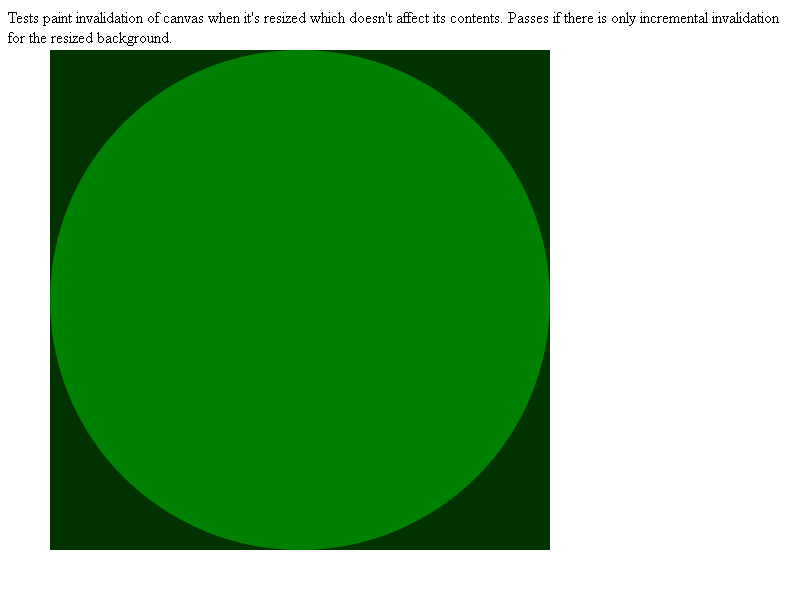 Tests paint invalidation of canvas when it's resized which doesn't affect its contents. Passes if there is only incremental invalidation
for the resized background.